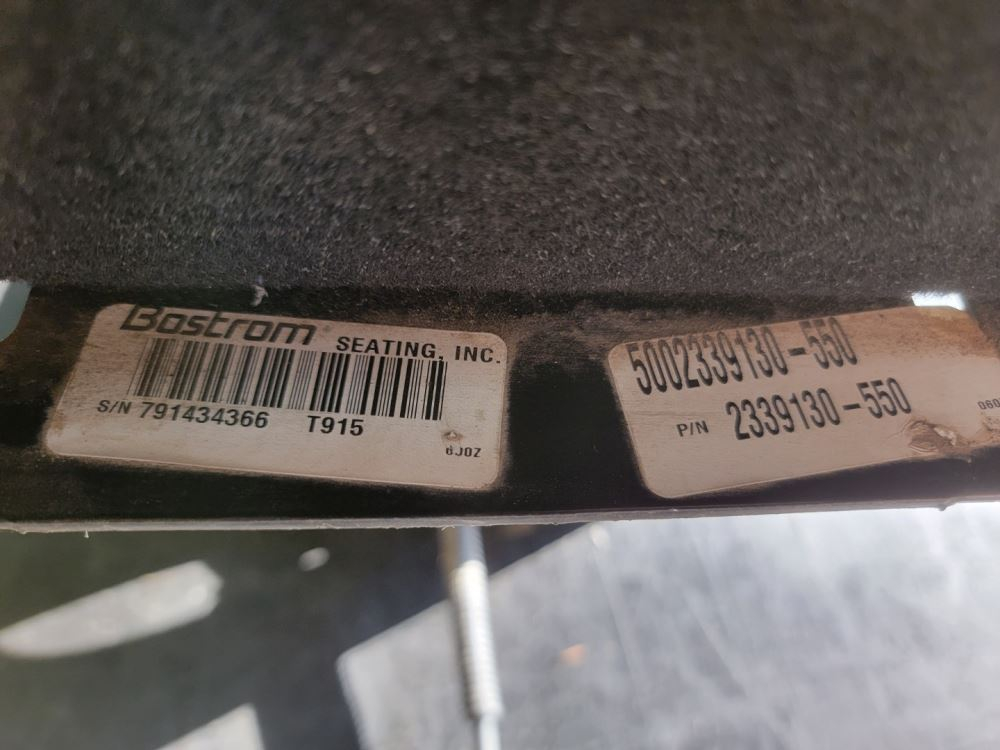 Bostrom® SEATING, INC.
S/N 791434366 T915
5002339130-550
P/N 2339130-550